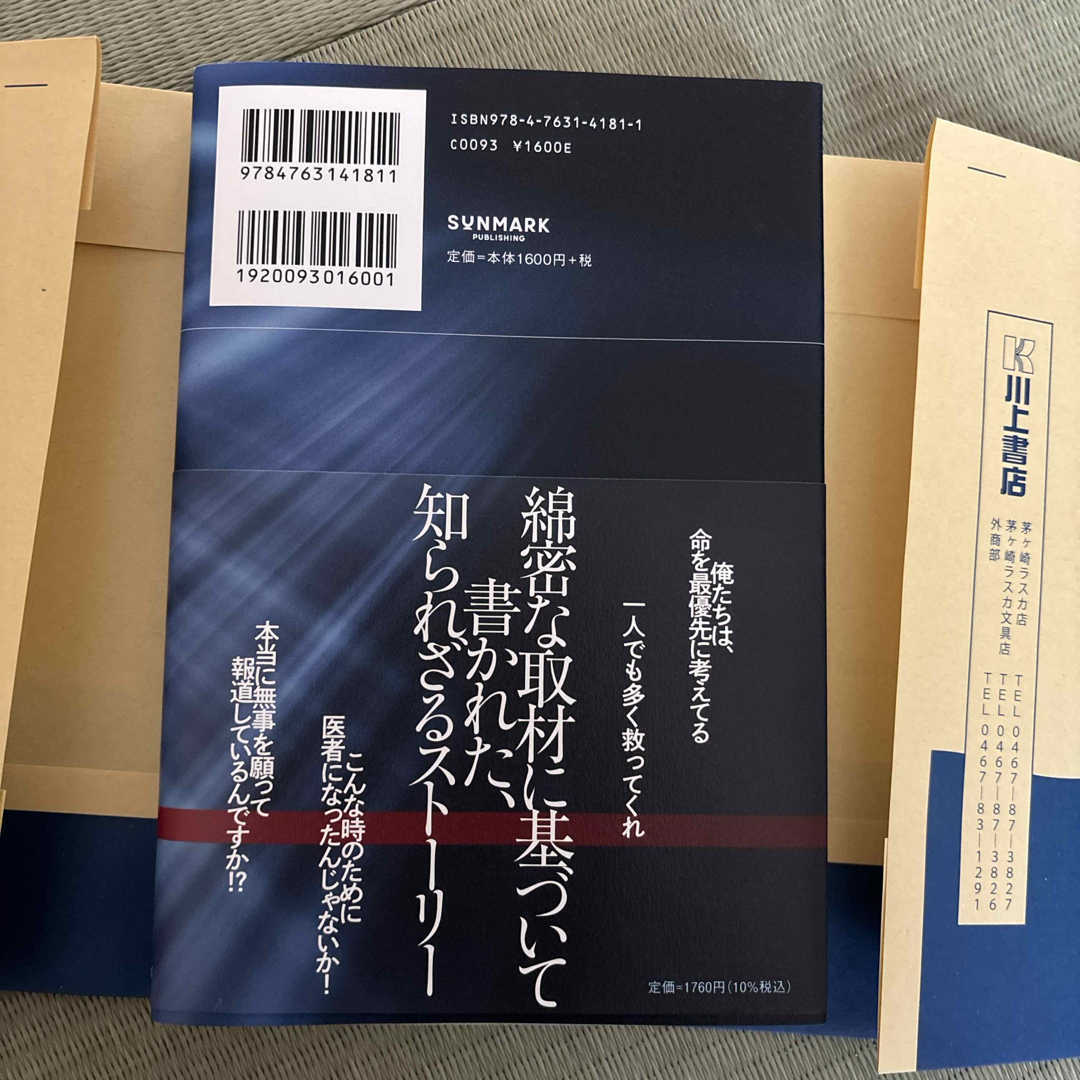 9784763141811
1920093016001
ISBN978-4-7631-4181-1
C0093 ¥1600E
SUNMARK
PUBLISHING
定価=本体1600円+税
俺たちは、
命を最優先に考えてる
一人でも多く救ってくれ
綿密な取材に基づいて
書かれた、
知られざるストーリー
こんな時のために
医者になったんじゃないか!
本当に無事を願って
報道しているんですか!?
定価=1760円(10%税込)
K
川上書店
茅ヶ崎ラスカ店 TEL 0467-87-3827
茅ヶ崎ラスカ文具店 TEL 0467-87-3826
外商部 TEL 0467-83-1291